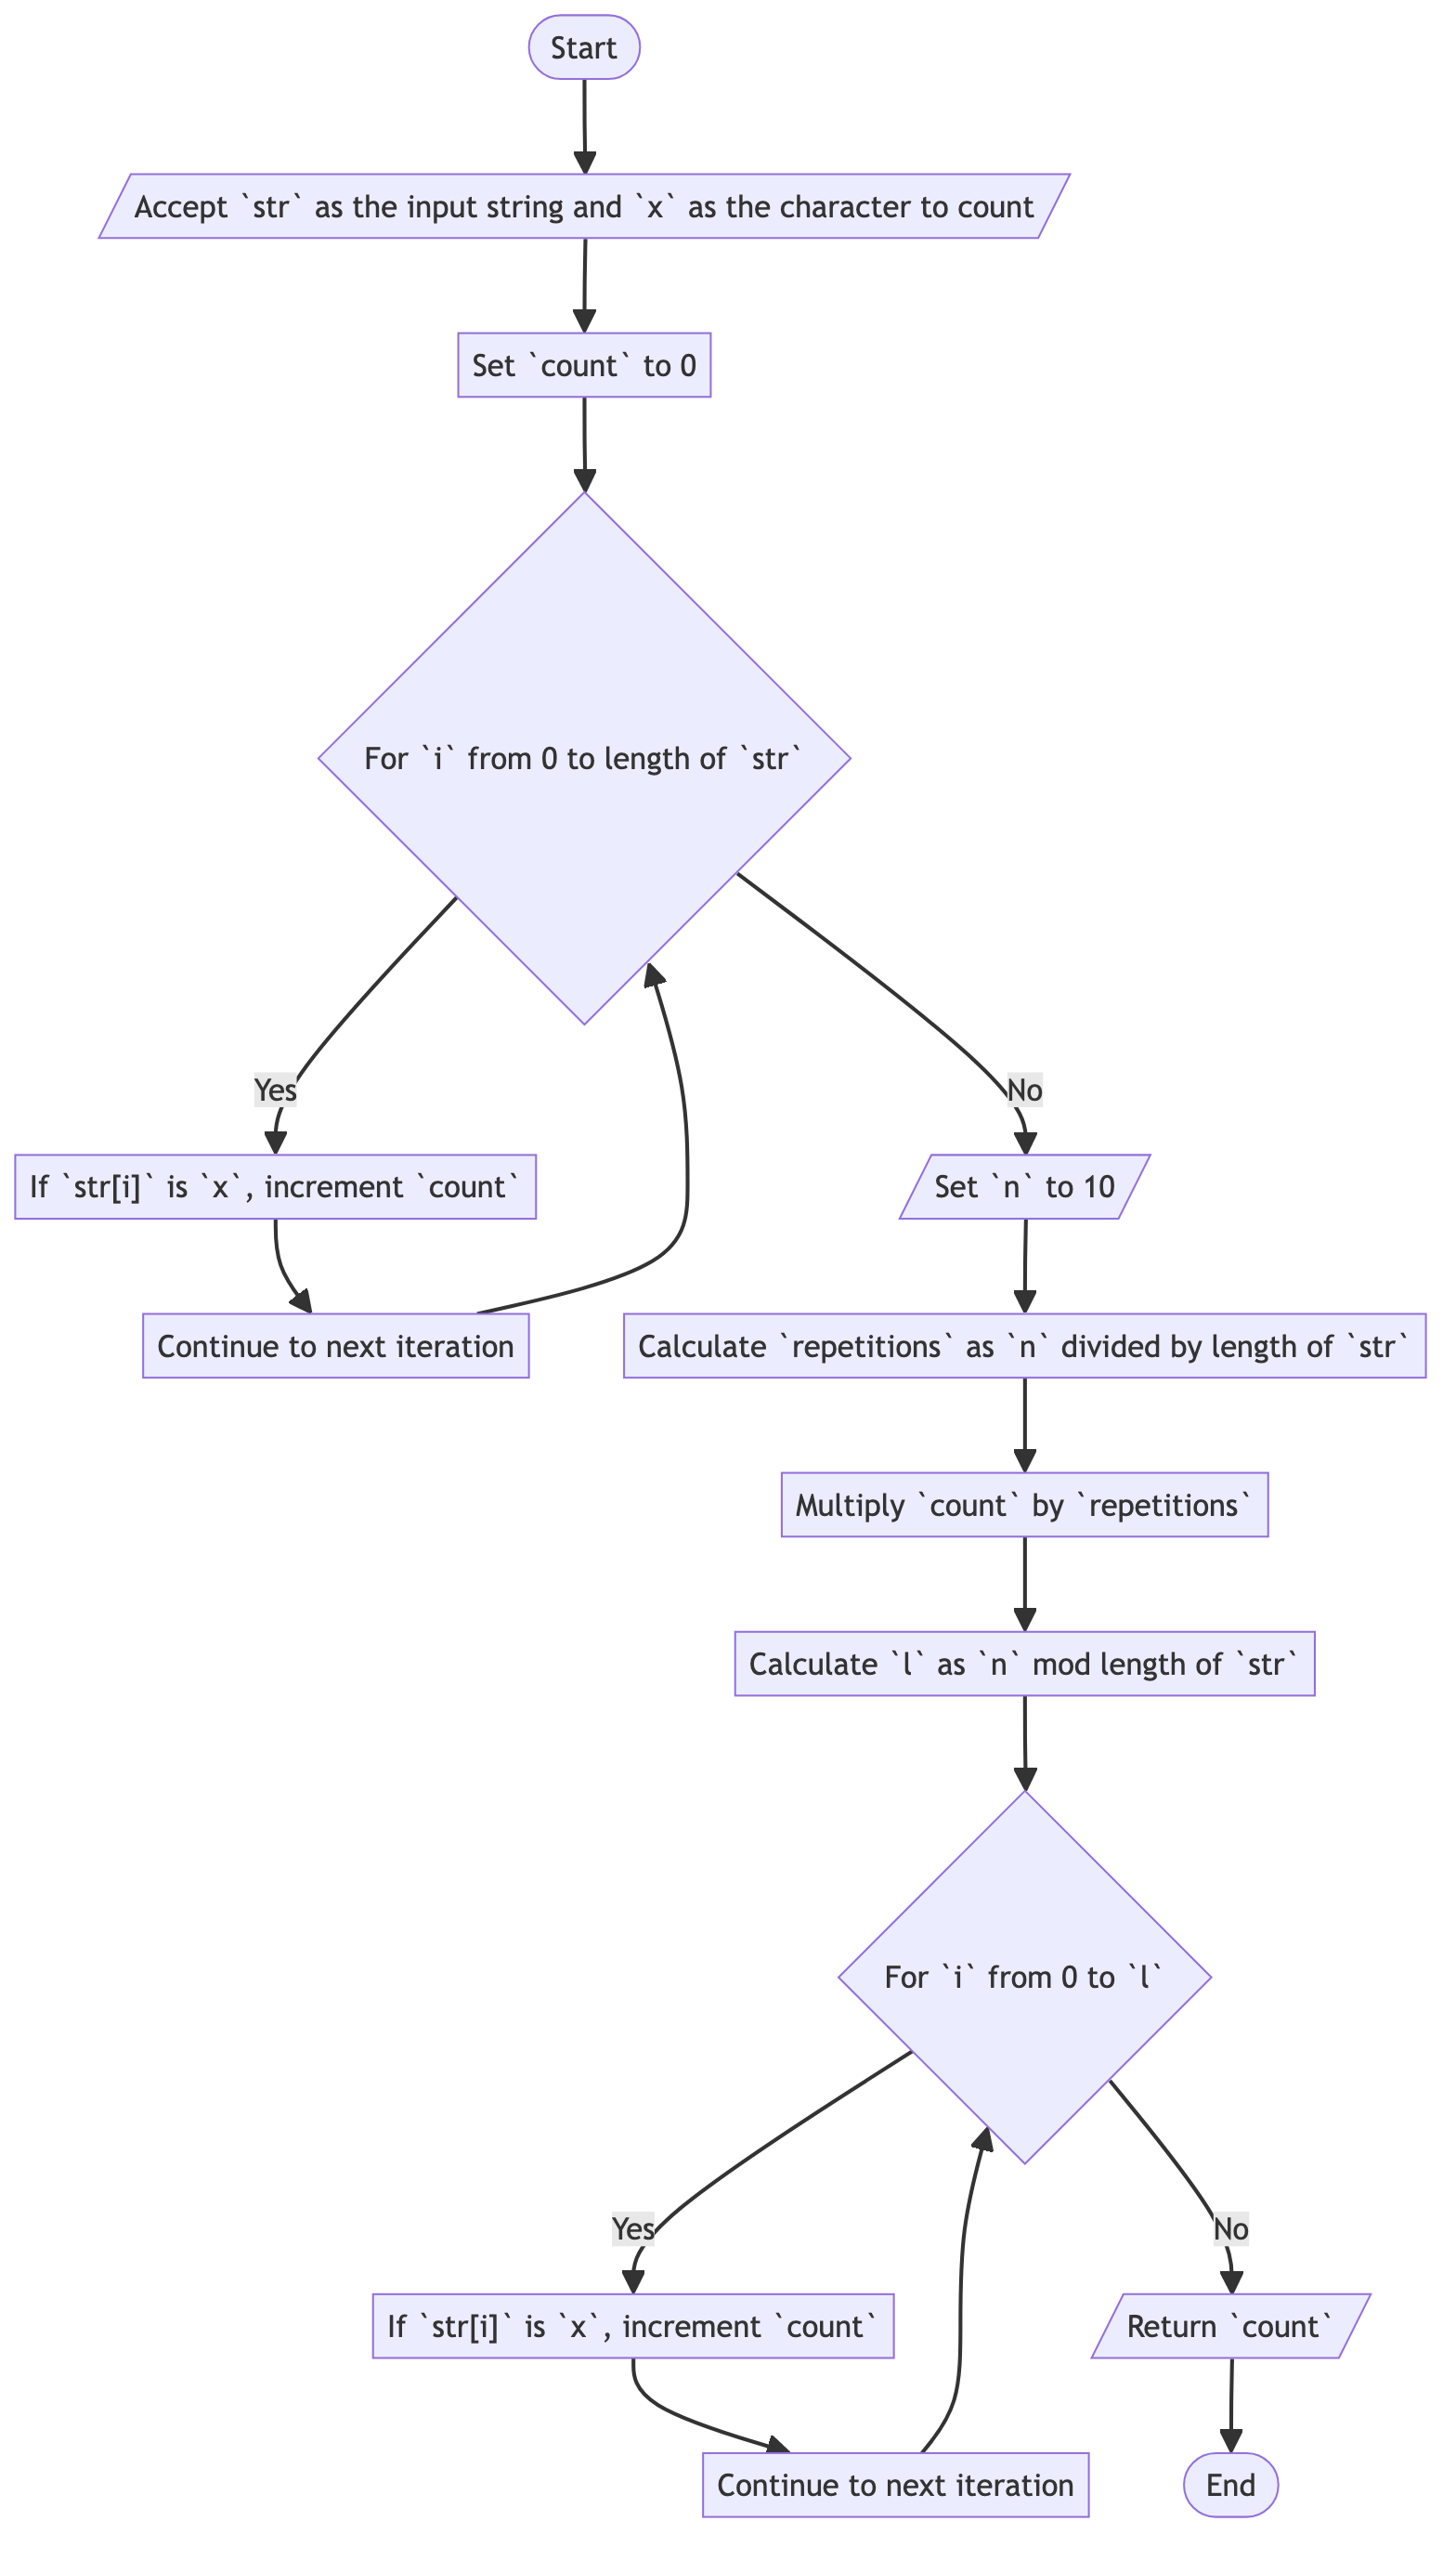 Start
Accept `str` as the input string and `x` as the character to count
Set `count` to 0
For `i` from 0 to length of `str`
Yes
No
If `str[i]` is `x`, increment `count`
Set `n` to 10
Continue to next iteration
Calculate `repetitions` as `n` divided by length of `str`
Multiply `count` by `repetitions`
Calculate `l` as `n` mod length of `str`
For `i` from 0 to `l`
Yes
No
If `str[i]` is `x`, increment `count`
Return `count`
Continue to next iteration
End